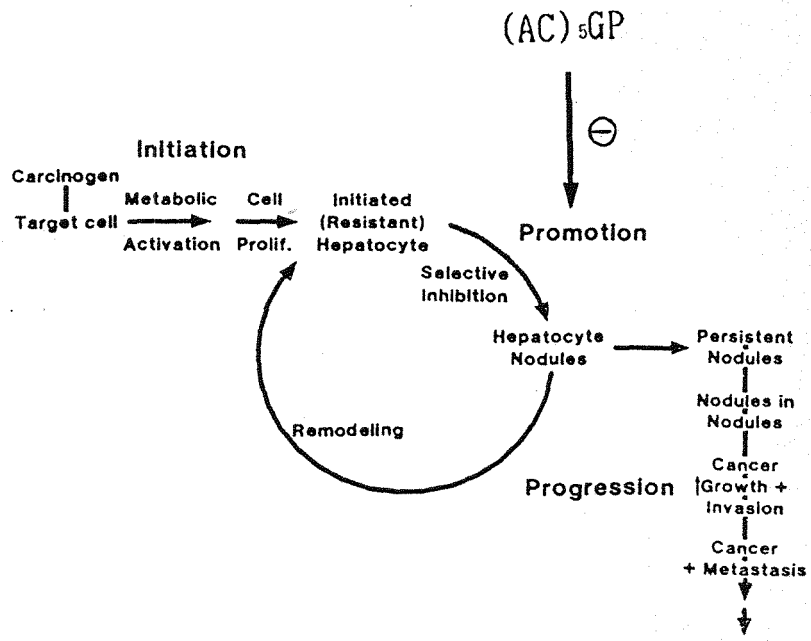 (AC)₅GP
⊖
Initiation
Carcinogen
Target cell
Metabolic
Activation
Cell
Prolif.
Initiated
(Resistant)
Hepatocyte
Promotion
Selective
Inhibition
Hepatocyte
Nodules
Persistent
Nodules
Nodules in
Nodules
Remodeling
Progression
Cancer
↑Growth +
Invasion
Cancer
+ Metastasis